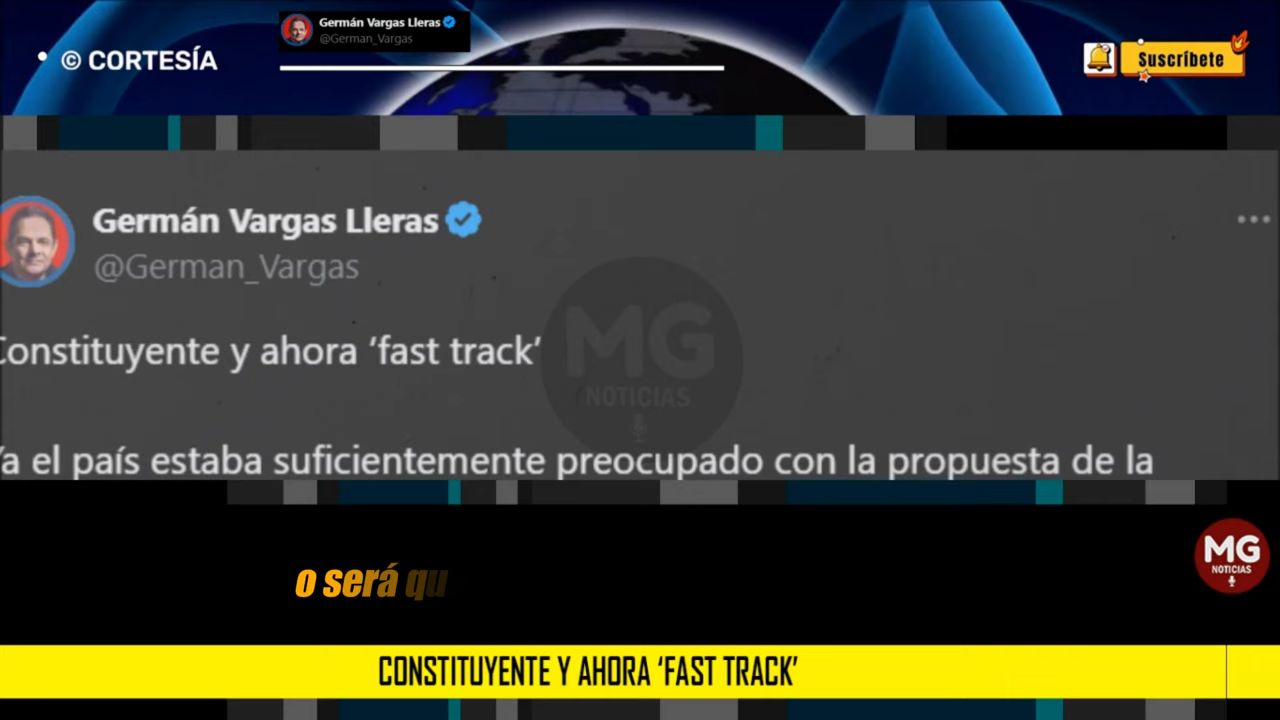 Germán Vargas Lleras
@German_Vargas
© CORTESÍA
Suscríbete
Germán Vargas Lleras
@German_Vargas
Constituyente y ahora ‘fast track’
Ya el país estaba suficientemente preocupado con la propuesta de la
MG
NOTICIAS
o será qu
MG
NOTICIAS
CONSTITUYENTE Y AHORA ‘FAST TRACK’